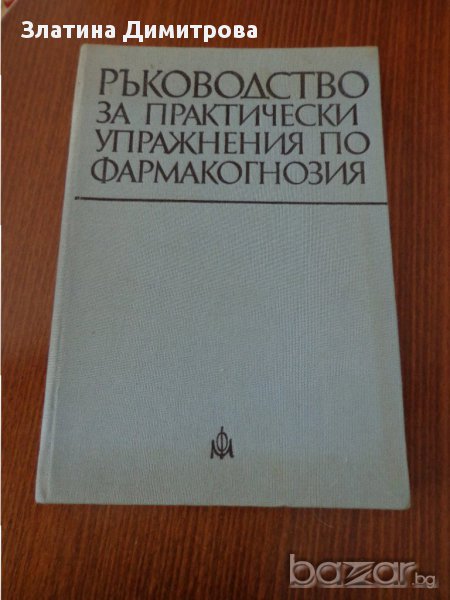 Златина Димитрова
РЪКОВОДСТВО
ЗА ПРАКТИЧЕСКИ
УПРАЖНЕНИЯ ПО
ФАРМАКОГНОЗИЯ
bazar.bg